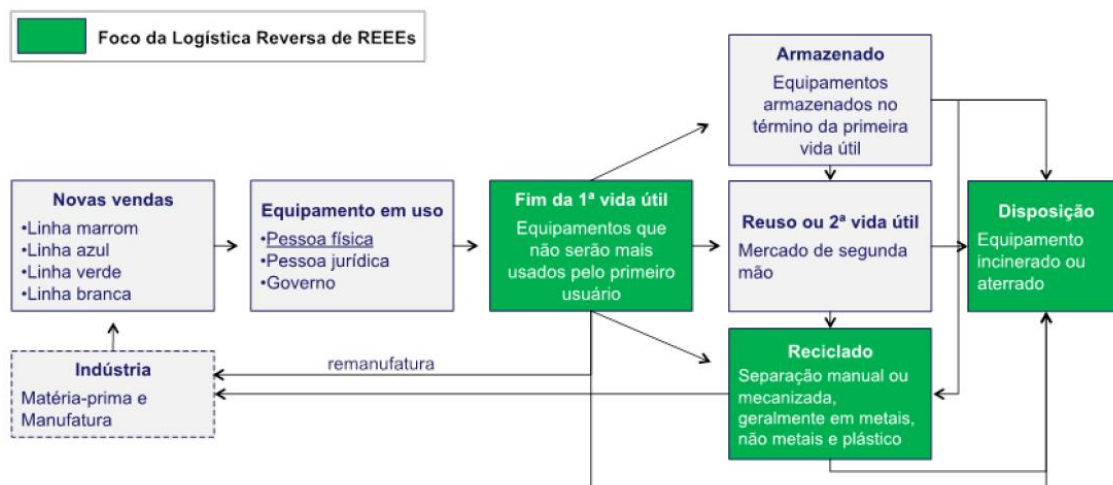 Foco da Logística Reversa de REEEs
Armazenado
Equipamentos
armazenados no
término da primeira
vida útil
Novas vendas
•Linha marrom
•Linha azul
•Linha verde
•Linha branca
Equipamento em uso
•Pessoa física
•Pessoa jurídica
•Governo
Fim da 1ª vida útil
Equipamentos que
não serão mais
usados pelo primeiro
usuário
Reuso ou 2ª vida útil
Mercado de segunda
mão
Disposição
Equipamento
incinerado ou
aterrado
Indústria
Matéria-prima e
Manufatura
remanufatura
Reciclado
Separação manual ou
mecanizada,
geralmente em metais,
não metais e plástico